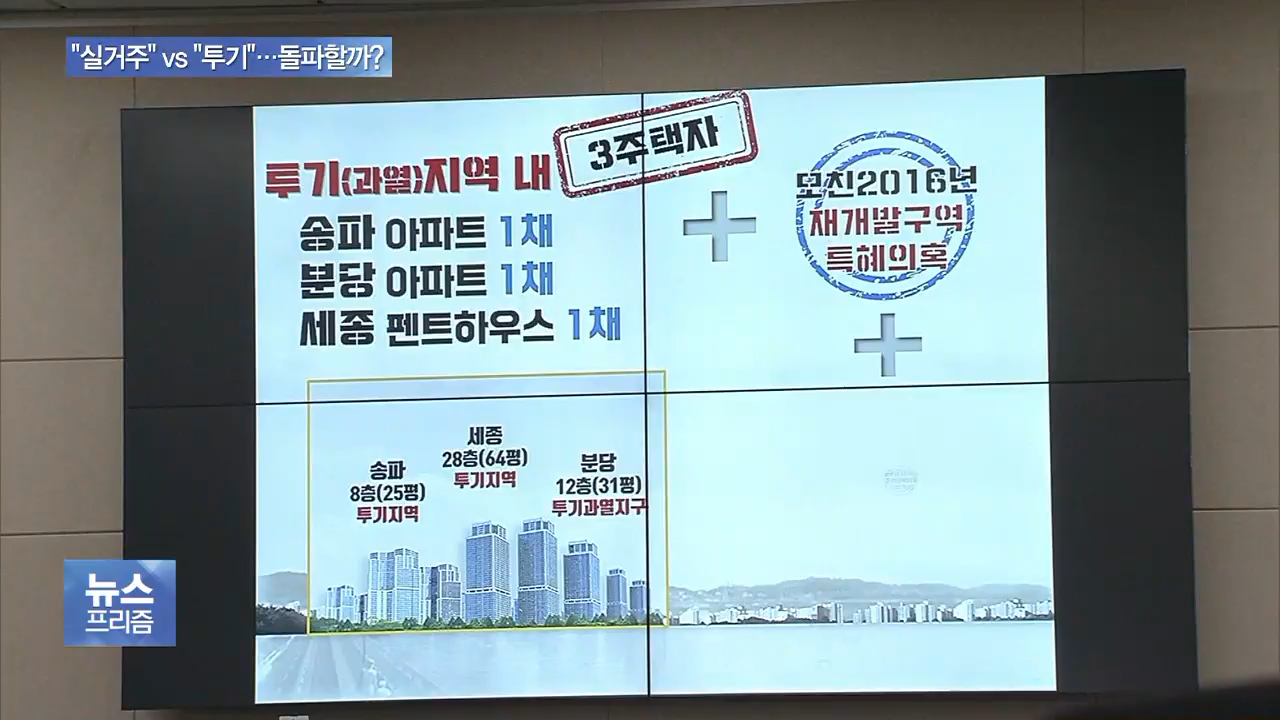 "실거주" vs "투기"…돌파할까?
3주택자
투기(과열)지역 내
송파 아파트 1채
분당 아파트 1채
세종 펜트하우스 1채
모친2016년
재개발구역
특혜의혹
세종
28층(64평)
투기지역
송파
8층(25평)
투기지역
분당
12층(31평)
투기과열지구
뉴스
프리즘